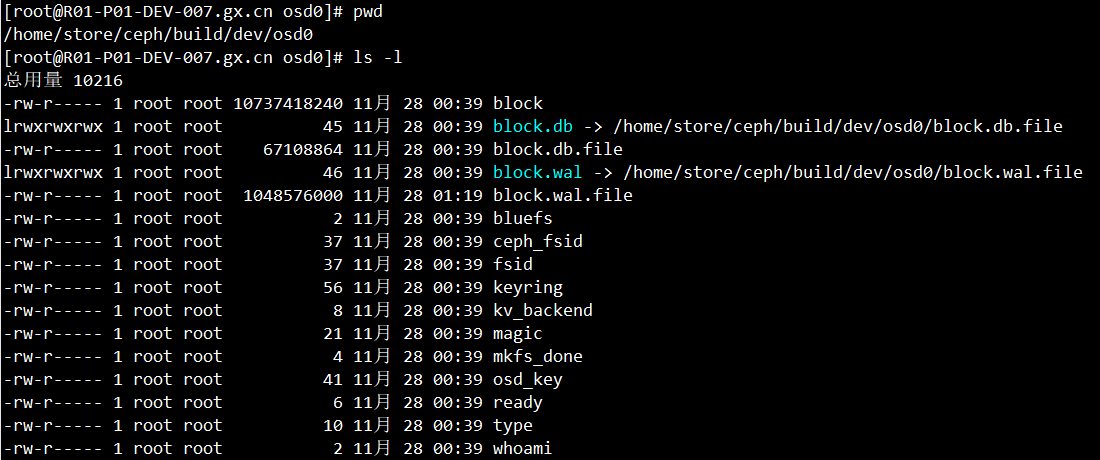 [root@R01-P01-DEV-007.gx.cn osd0]# pwd
/home/store/ceph/build/dev/osd0
[root@R01-P01-DEV-007.gx.cn osd0]# ls -l
总用量 10216
-rw-r----- 1 root root 10737418240 11月 28 00:39 block
lrwxrwxrwx 1 root root          45 11月 28 00:39 block.db -> /home/store/ceph/build/dev/osd0/block.db.file
-rw-r----- 1 root root    67108864 11月 28 00:39 block.db.file
lrwxrwxrwx 1 root root          46 11月 28 00:39 block.wal -> /home/store/ceph/build/dev/osd0/block.wal.file
-rw-r----- 1 root root  1048576000 11月 28 01:19 block.wal.file
-rw-r----- 1 root root           2 11月 28 00:39 bluefs
-rw-r----- 1 root root          37 11月 28 00:39 ceph_fsid
-rw-r----- 1 root root          37 11月 28 00:39 fsid
-rw-r----- 1 root root          56 11月 28 00:39 keyring
-rw-r----- 1 root root           8 11月 28 00:39 kv_backend
-rw-r----- 1 root root          21 11月 28 00:39 magic
-rw-r----- 1 root root           4 11月 28 00:39 mkfs_done
-rw-r----- 1 root root          41 11月 28 00:39 osd_key
-rw-r----- 1 root root           6 11月 28 00:39 ready
-rw-r----- 1 root root          10 11月 28 00:39 type
-rw-r----- 1 root root           2 11月 28 00:39 whoami